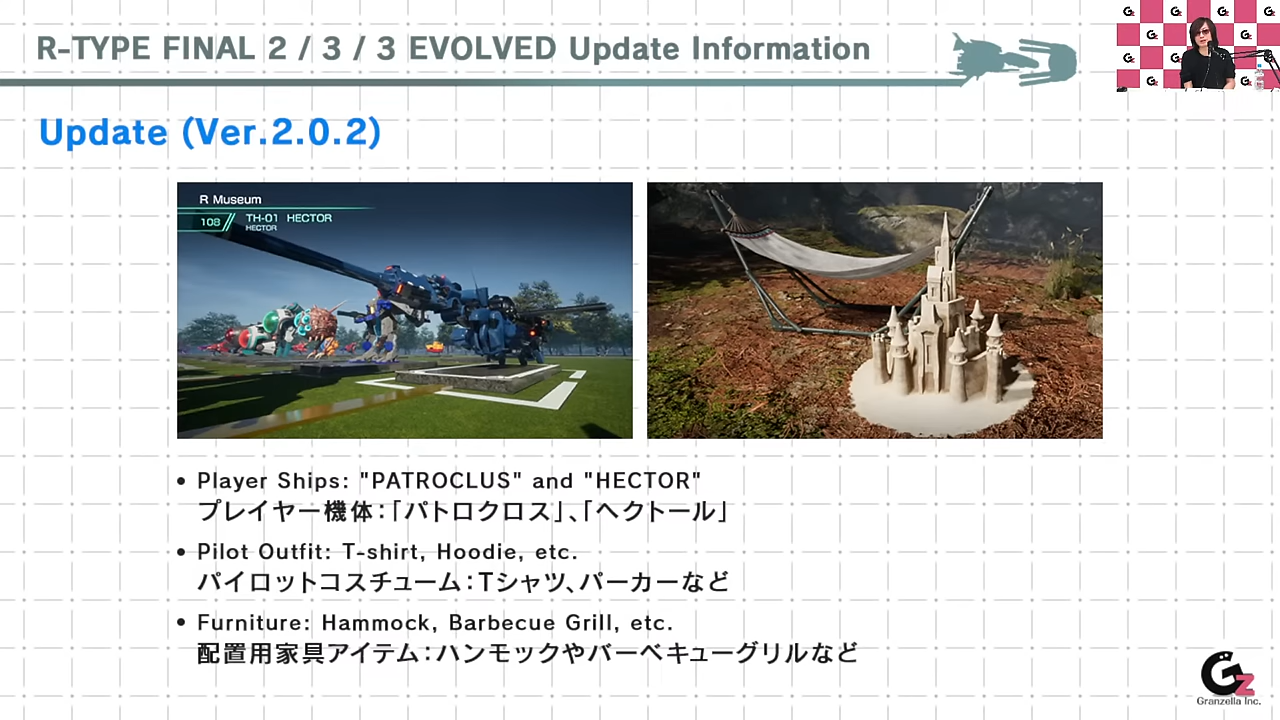 R-TYPE FINAL 2 / 3 / 3 EVOLVED Update Information
Update (Ver.2.0.2)
R Museum
108 TH-01 HECTOR
HECTOR
• Player Ships: "PATROCLUS" and "HECTOR"
プレイヤー機体：「パトロクロス」、「ヘクトール」
• Pilot Outfit: T-shirt, Hoodie, etc.
パイロットコスチューム：Tシャツ、パーカーなど
• Furniture: Hammock, Barbecue Grill, etc.
配置用家具アイテム：ハンモックやバーベキューグリルなど
Gz
Granzella Inc.